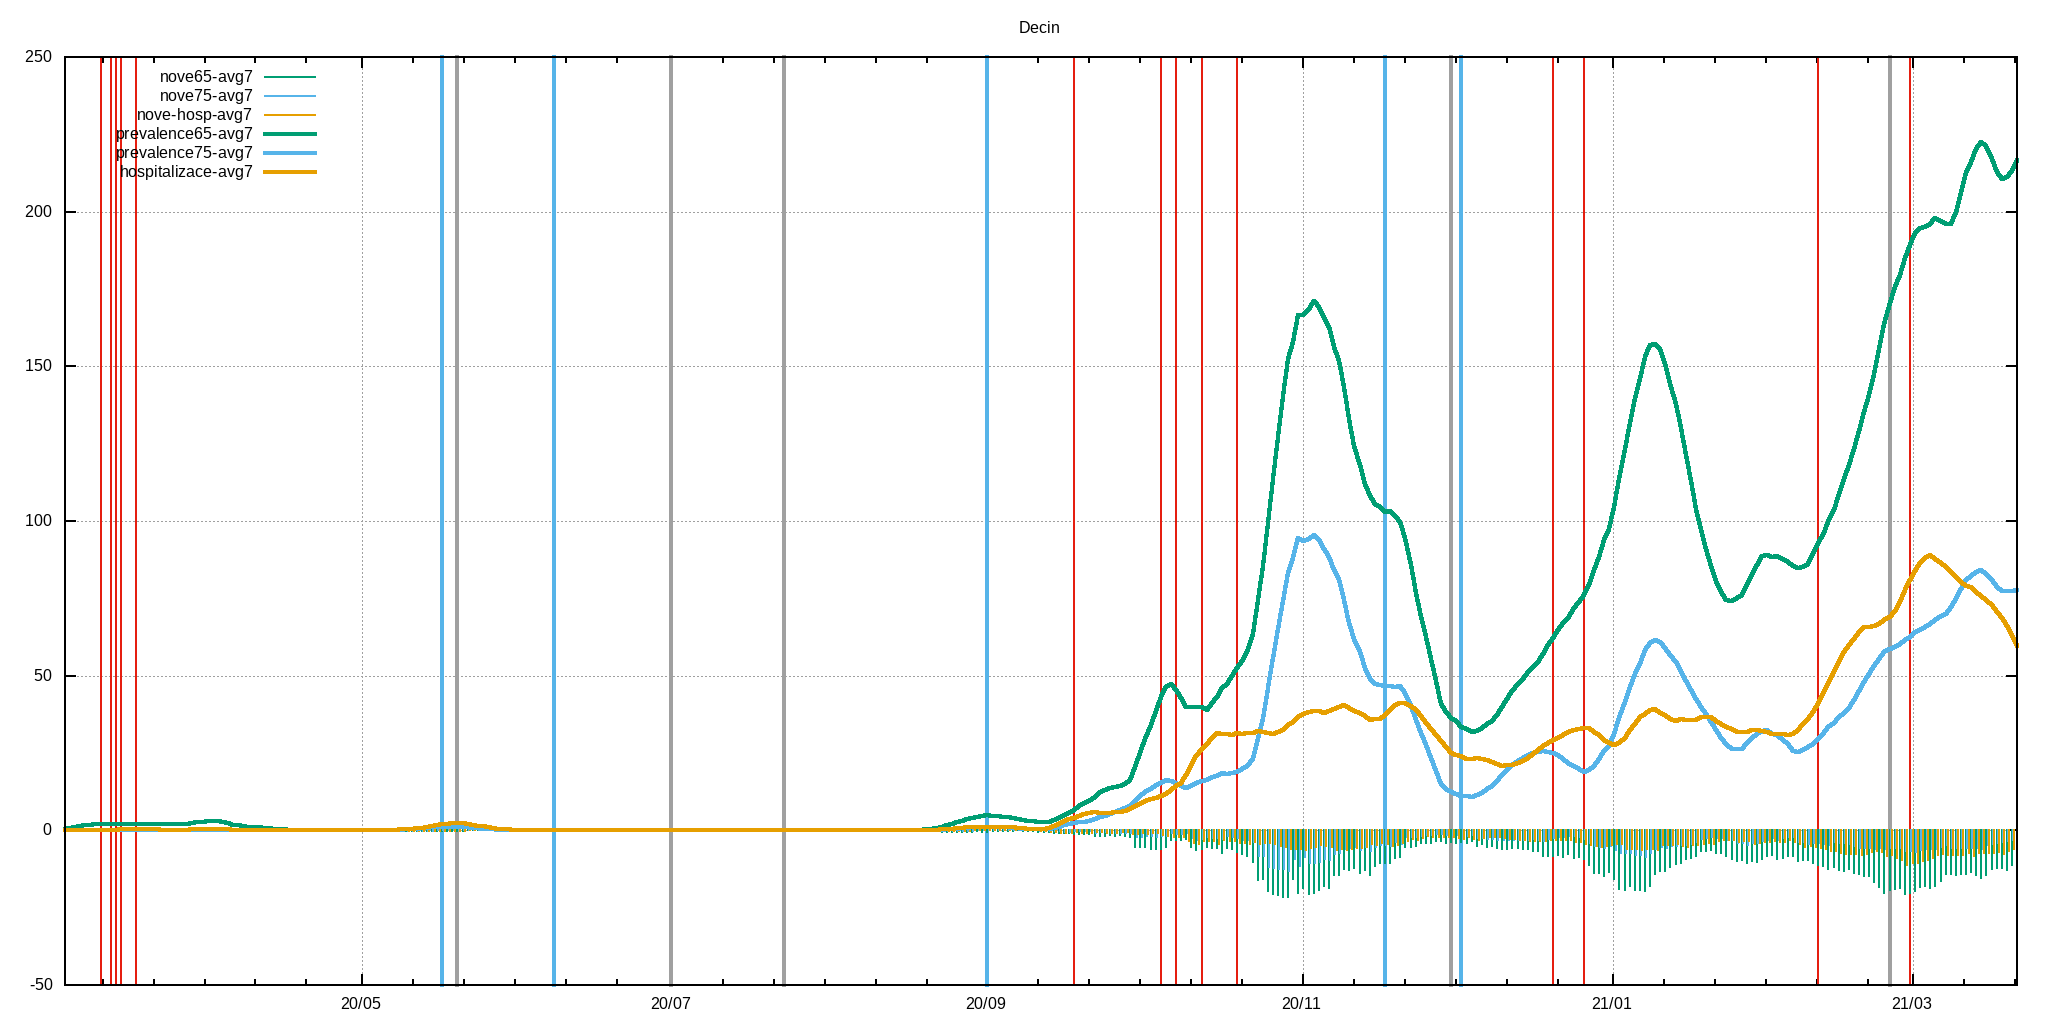 Decin
250
200
150
100
50
0
-50
nove65-avg7
nove75-avg7
nove-hosp-avg7
prevalence65-avg7
prevalence75-avg7
hospitalizace-avg7
20/05 20/07 20/09 20/11 21/01 21/03